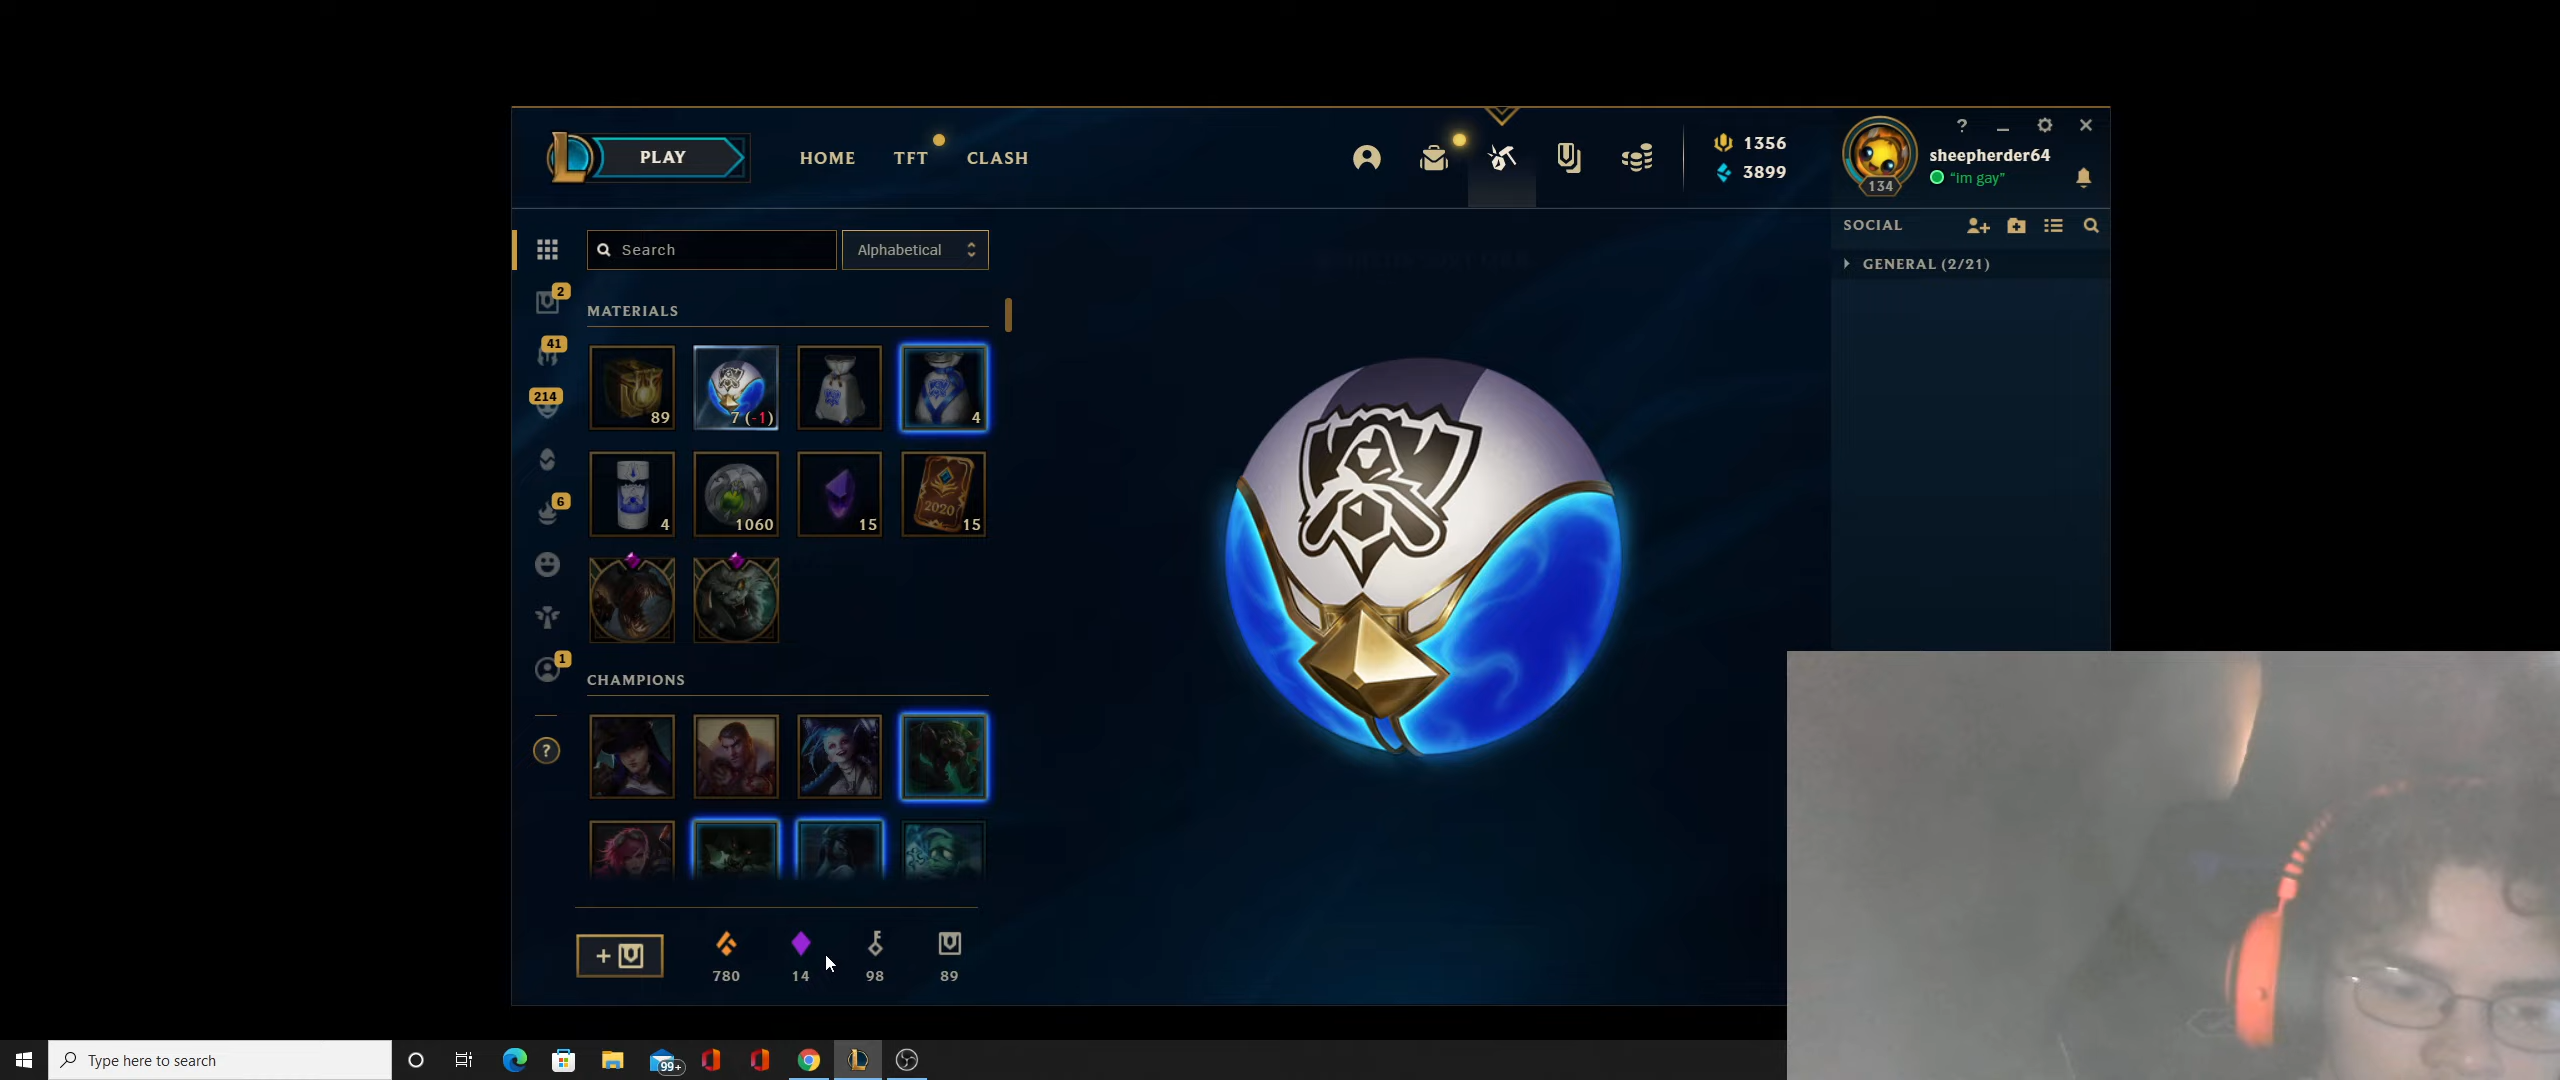 PLAY
HOME
TFT
CLASH
1356
3899
134
?
sheepherder64
"im gay"
Search
Alphabetical
SOCIAL
GENERAL (2/21)
2
41
214
6
1
?
MATERIALS
89
7 (-1)
4
4
1060
15
2020
15
CHAMPIONS
+
780
14
98
89
Type here to search
99+